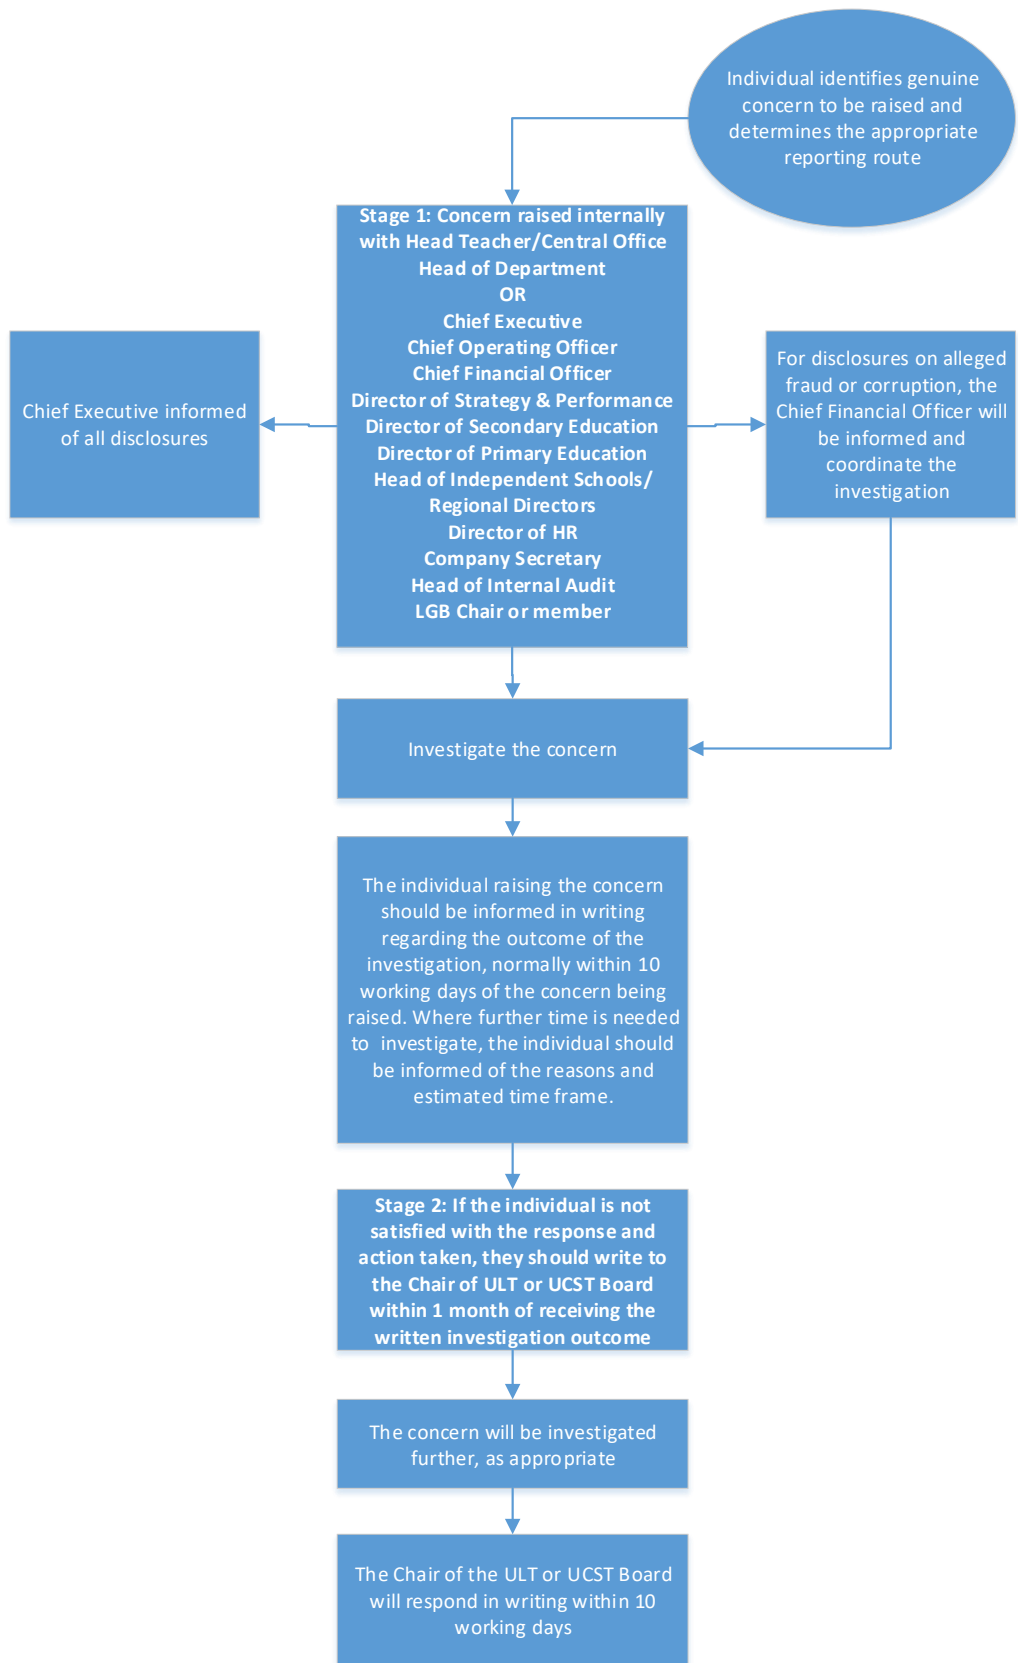 Individual identifies genuine
concern to be raised and
determines the appropriate
reporting route
Stage 1: Concern raised internally
with Head Teacher/Central Office
Head of Department
OR
Chief Executive
Chief Operating Officer
Chief Financial Officer
Director of Strategy & Performance
Director of Secondary Education
Director of Primary Education
Head of Independent Schools/
Regional Directors
Director of HR
Company Secretary
Head of Internal Audit
LGB Chair or member
Chief Executive informed
of all disclosures
For disclosures on alleged
fraud or corruption, the
Chief Financial Officer will
be informed and
coordinate the
investigation
Investigate the concern
The individual raising the concern
should be informed in writing
regarding the outcome of the
investigation, normally within 10
working days of the concern being
raised. Where further time is needed
to investigate, the individual should
be informed of the reasons and
estimated time frame.
Stage 2: If the individual is not
satisfied with the response and
action taken, they should write to
the Chair of ULT or UCST Board
within 1 month of receiving the
written investigation outcome
The concern will be investigated
further, as appropriate
The Chair of the ULT or UCST Board
will respond in writing within 10
working days